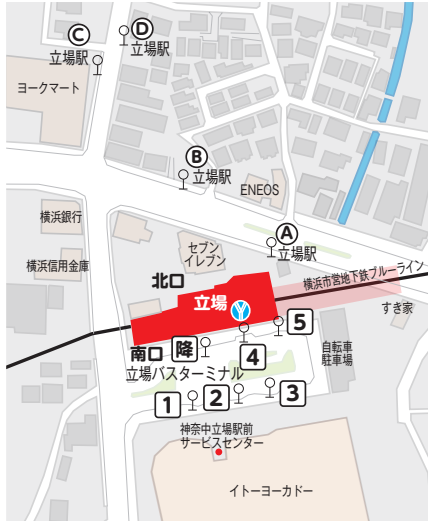 Ⓒ
Ⓓ
立場駅
立場駅
ヨークマート
Ⓑ
立場駅
ENEOS
横浜銀行
Ⓐ
立場駅
セブン
イレブン
横浜信用金庫
北口
横浜市営地下鉄ブルーライン
立場
すき家
南口
降
4
5
自転車
駐車場
立場バスターミナル
1
2
3
神奈中立場駅前
サービスセンター
イトーヨーカドー